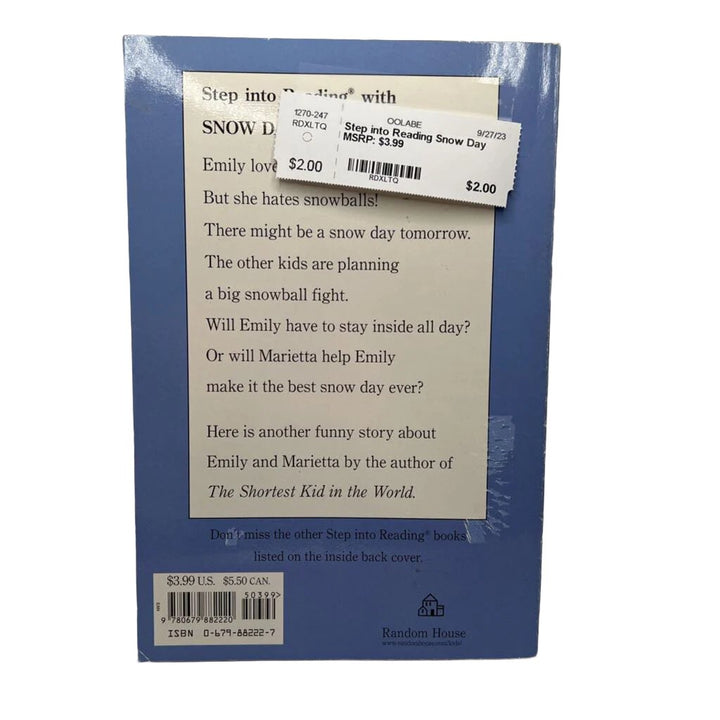 Step into Reading® with
SNOW D
1270-247
RDXLTQ
$2.00
OOLABE
9/27/23
Step into Reading Snow Day
MSRP: $3.99
RDXLTQ
$2.00
Emily love
But she hates snowballs!
There might be a snow day tomorrow.
The other kids are planning
a big snowball fight.
Will Emily have to stay inside all day?
Or will Marietta help Emily
make it the best snow day ever?
Here is another funny story about
Emily and Marietta by the author of
The Shortest Kid in the World.
Don't miss the other Step into Reading® books
listed on the inside back cover.
$3.99 U.S. $5.50 CAN.
50399>
9 780679 882220
ISBN 0-679-88222-7
Random House
www.randomhouse.com/kids/